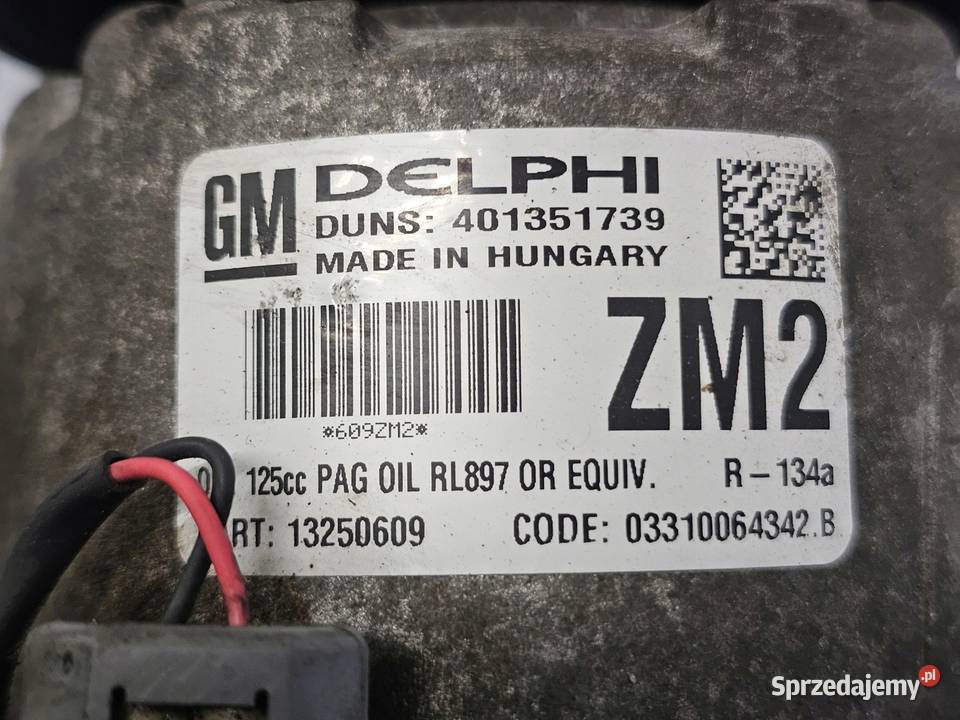 GM DELPHI
DUNS: 401351739
MADE IN HUNGARY
ZM2
*609ZM2*
125cc PAG OIL RL897 OR EQUIV. R-134a
RT: 13250609 CODE: 03310064342.B
Sprzedajemy.pl